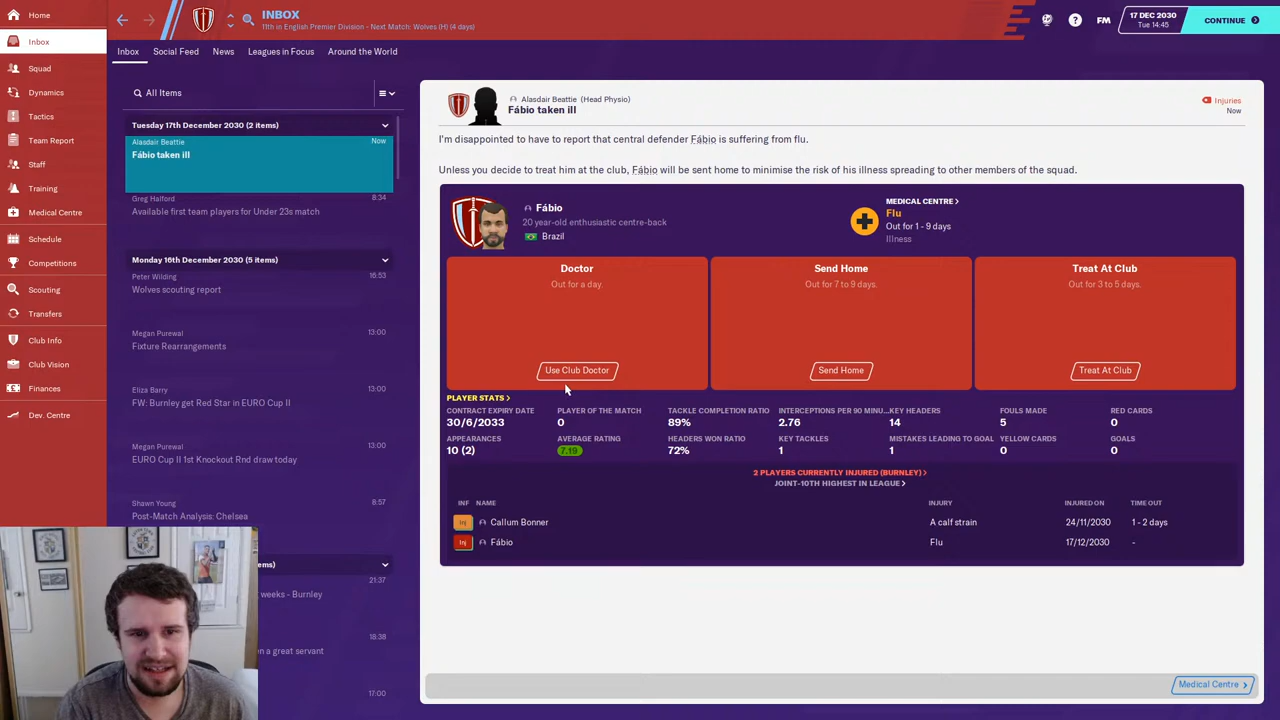 Home
INBOX
11th in English Premier Division - Next Match: Wolves (H) (4 days)
?
FM
17 DEC 2030
Tue 14:45
CONTINUE
Inbox
Squad
Dynamics
Tactics
Team Report
Staff
Training
Medical Centre
Schedule
Competitions
Scouting
Transfers
Club Info
Club Vision
Finances
Dev. Centre
Inbox
Social Feed
News
Leagues in Focus
Around the World
All Items
Tuesday 17th December 2030 (2 items)
Alasdair Beattie
Now
Fábio taken ill
Greg Halford
8:34
Available first team players for Under 23s match
Monday 16th December 2030 (5 items)
Peter Wilding
16:53
Wolves scouting report
Megan Purewal
13:00
Fixture Rearrangements
Eliza Barry
13:00
FW: Burnley get Red Star in EURO Cup II
Megan Purewal
13:00
EURO Cup II 1st Knockout Rnd draw today
Shawn Young
8:57
Post-Match Analysis: Chelsea
21:37
weeks - Burnley
18:38
a great servant
17:00
Alasdair Beattie (Head Physio)
Fábio taken ill
Injuries
Now
I'm disappointed to have to report that central defender Fábio is suffering from flu.
Unless you decide to treat him at the club, Fábio will be sent home to minimise the risk of his illness spreading to other members of the squad.
Fábio
20 year-old enthusiastic centre-back
Brazil
MEDICAL CENTRE
Flu
Out for 1 - 9 days
Illness
Doctor
Out for a day.
Use Club Doctor
Send Home
Out for 7 to 9 days.
Send Home
Treat At Club
Out for 3 to 5 days.
Treat At Club
PLAYER STATS
CONTRACT EXPIRY DATE
30/6/2033
PLAYER OF THE MATCH
0
TACKLE COMPLETION RATIO
89%
INTERCEPTIONS PER 90 MINU...
2.76
KEY HEADERS
14
FOULS MADE
5
RED CARDS
0
APPEARANCES
10 (2)
AVERAGE RATING
7.19
HEADERS WON RATIO
72%
KEY TACKLES
1
MISTAKES LEADING TO GOAL
1
YELLOW CARDS
0
GOALS
0
2 PLAYERS CURRENTLY INJURED (BURNLEY)
JOINT-10TH HIGHEST IN LEAGUE
INF NAME INJURY INJURED ON TIME OUT
Inj Callum Bonner A calf strain 24/11/2030 1 - 2 days
Inj Fábio Flu 17/12/2030 -
Medical Centre